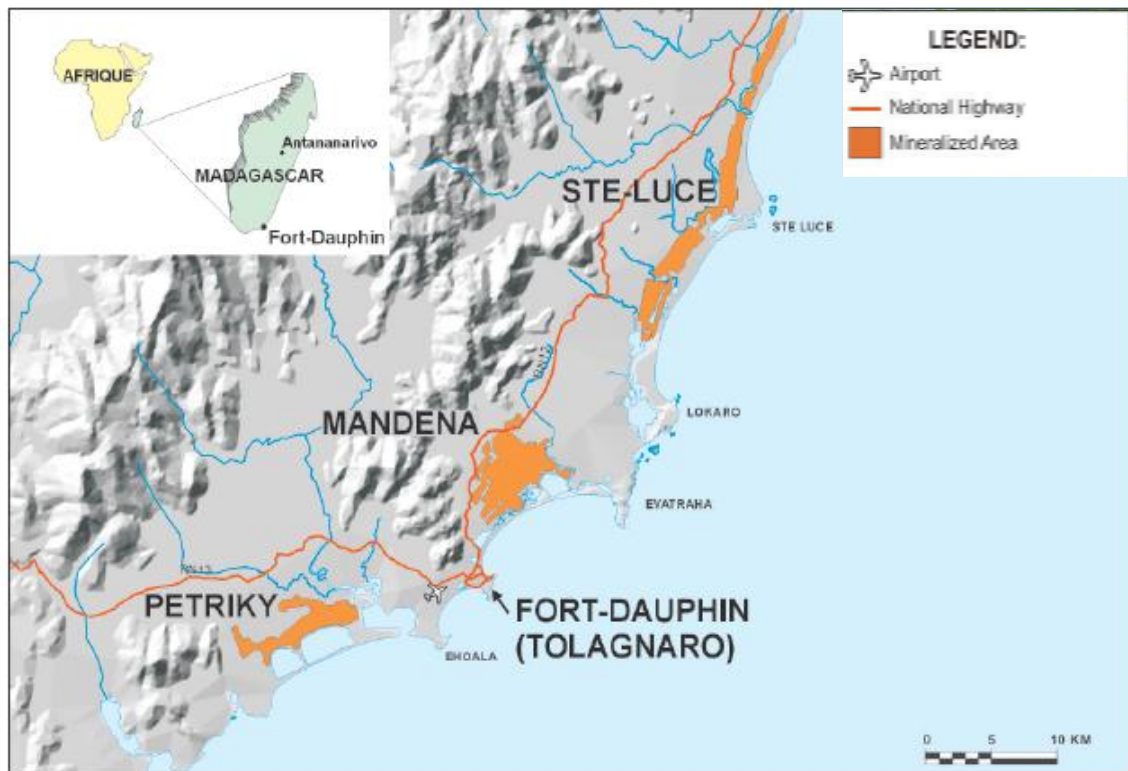 AFRIQUE
Antananarivo
MADAGASCAR
Fort-Dauphin
LEGEND:
Airport
National Highway
Mineralized Area
STE-LUCE
STE LUCE
MANDENA
LOKARO
EVATRAHA
PETRIKY
FORT-DAUPHIN
(TOLAGNARO)
EHOALA
0 5 10 KM